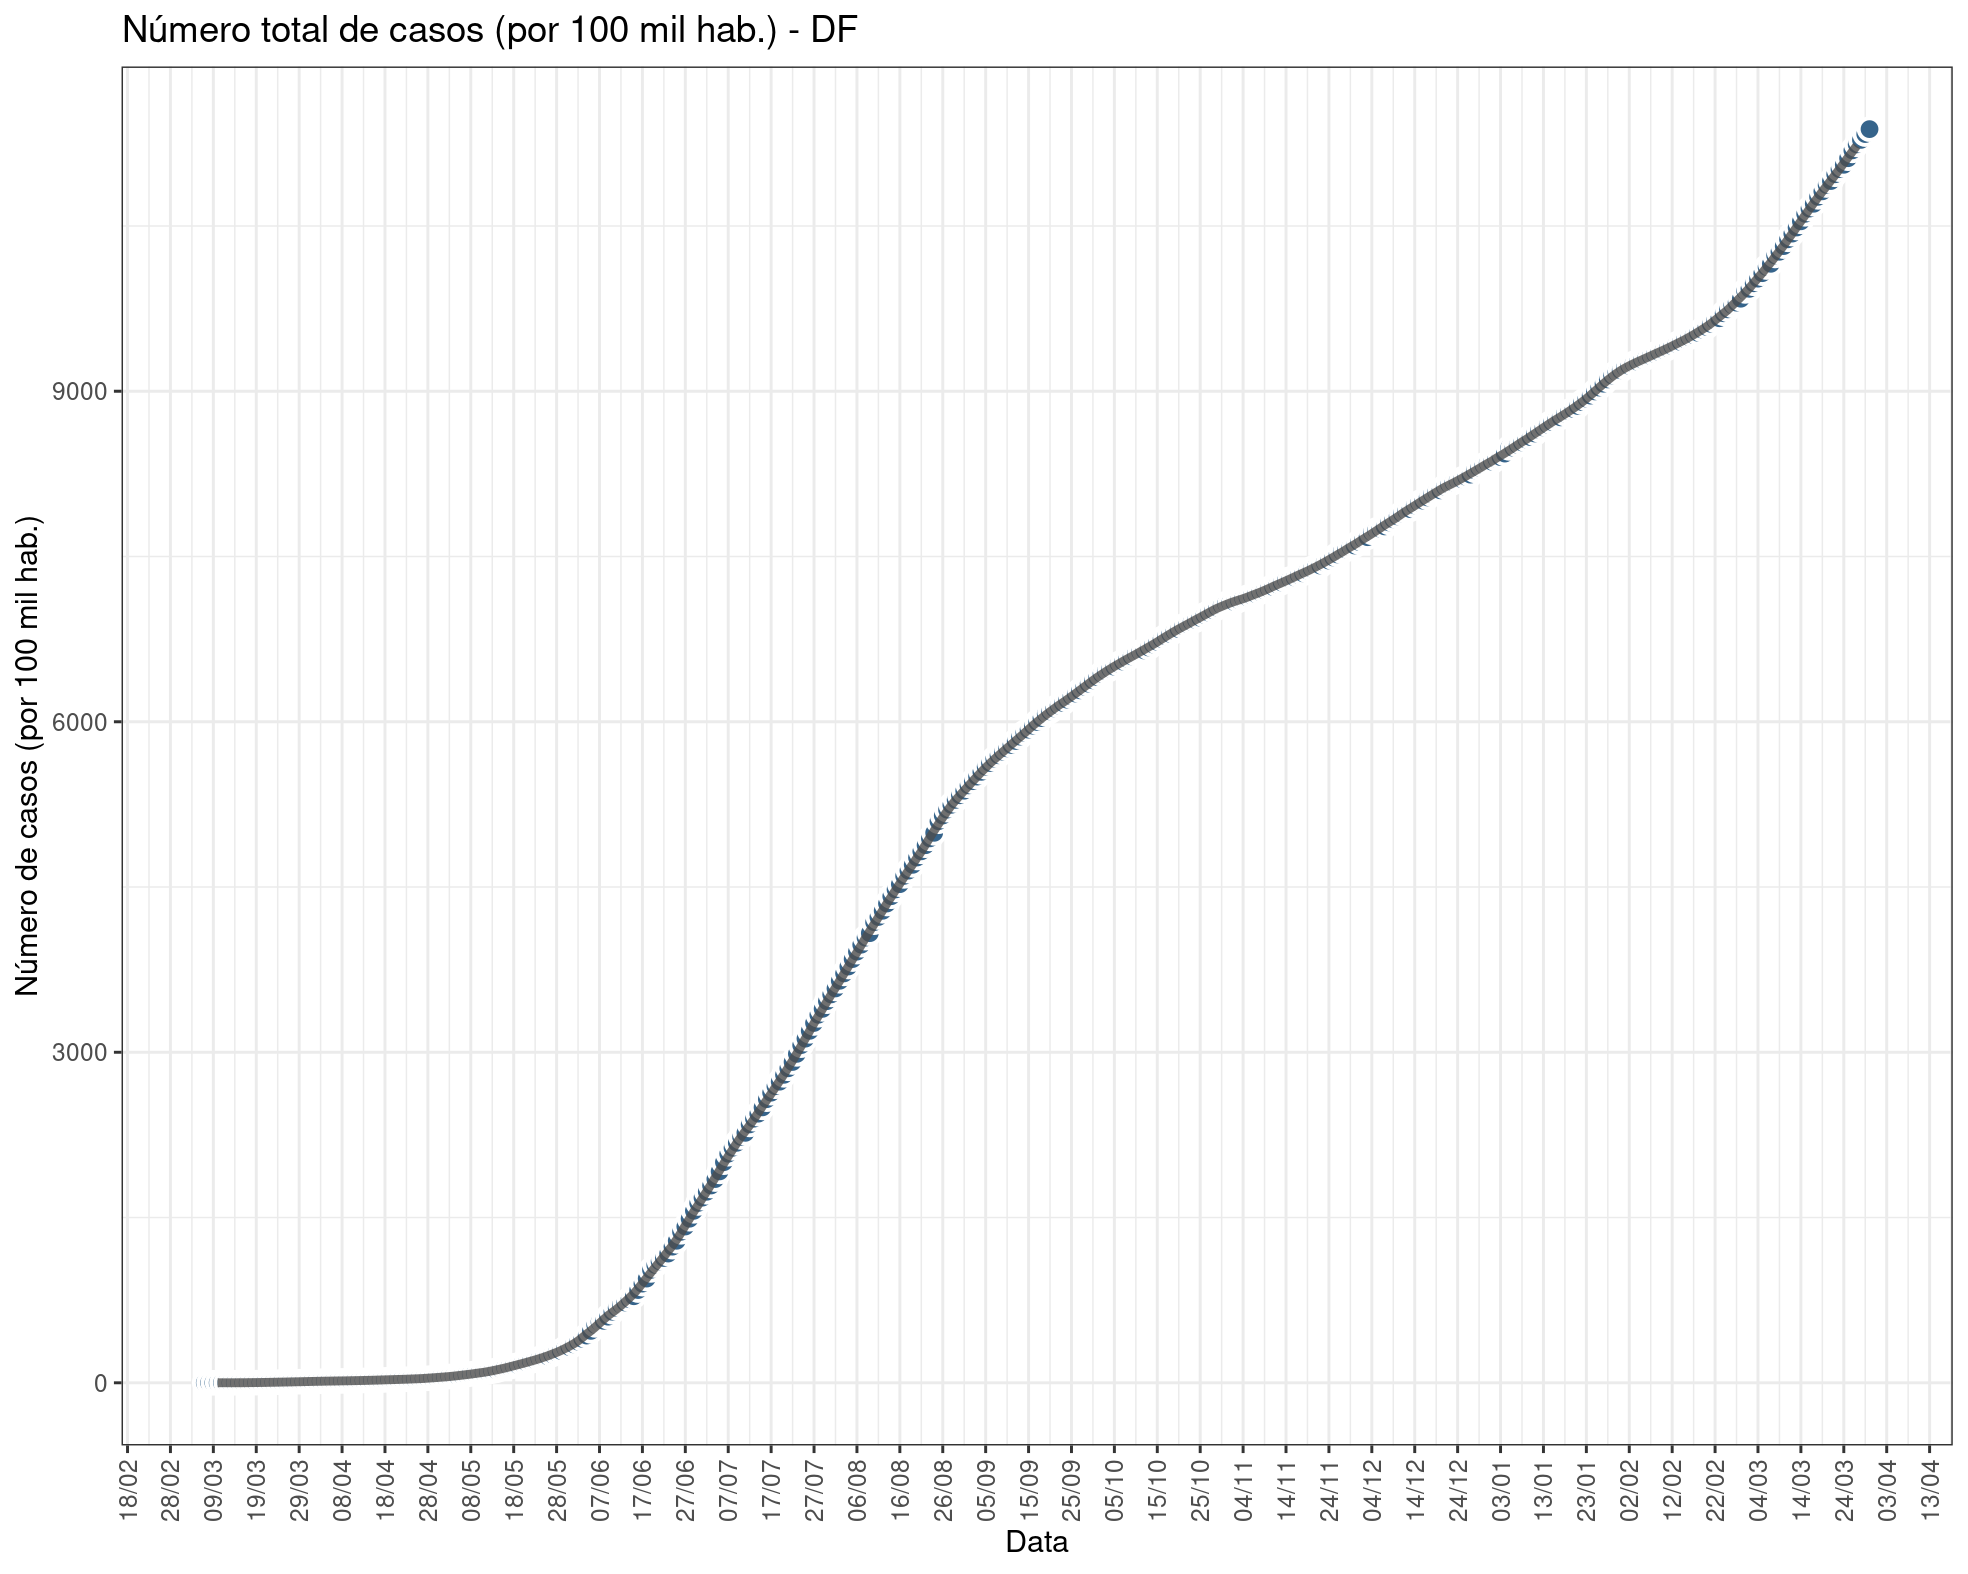 Número total de casos (por 100 mil hab.) - DF
Número de casos (por 100 mil hab.)
9000
6000
3000
0
18/02 28/02 09/03 19/03 29/03 08/04 18/04 28/04 08/05 18/05 28/05 07/06 17/06 27/06 07/07 17/07 27/07 06/08 16/08 26/08 05/09 15/09 25/09 05/10 15/10 25/10 04/11 14/11 24/11 04/12 14/12 24/12 03/01 13/01 23/01 02/02 12/02 22/02 04/03 14/03 24/03 03/04 13/04
Data